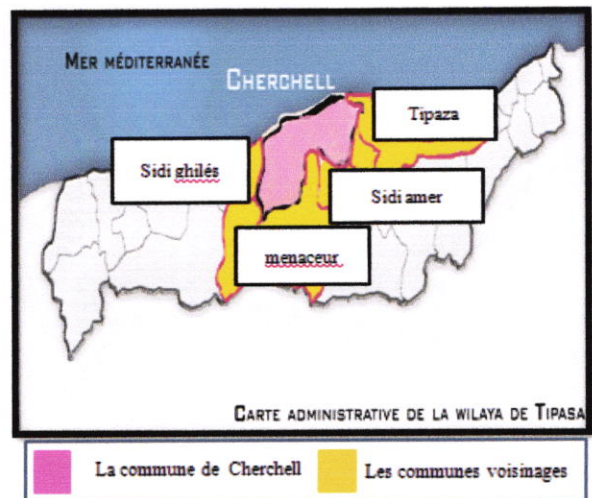 MER MÉDITERRANÉE
CHERCHELL
Tipaza
Sidi ghilés
Sidi amer
menaceur
CARTE ADMINISTRATIVE DE LA WILAYA DE TIPASA
La commune de Cherchell
Les communes voisinages